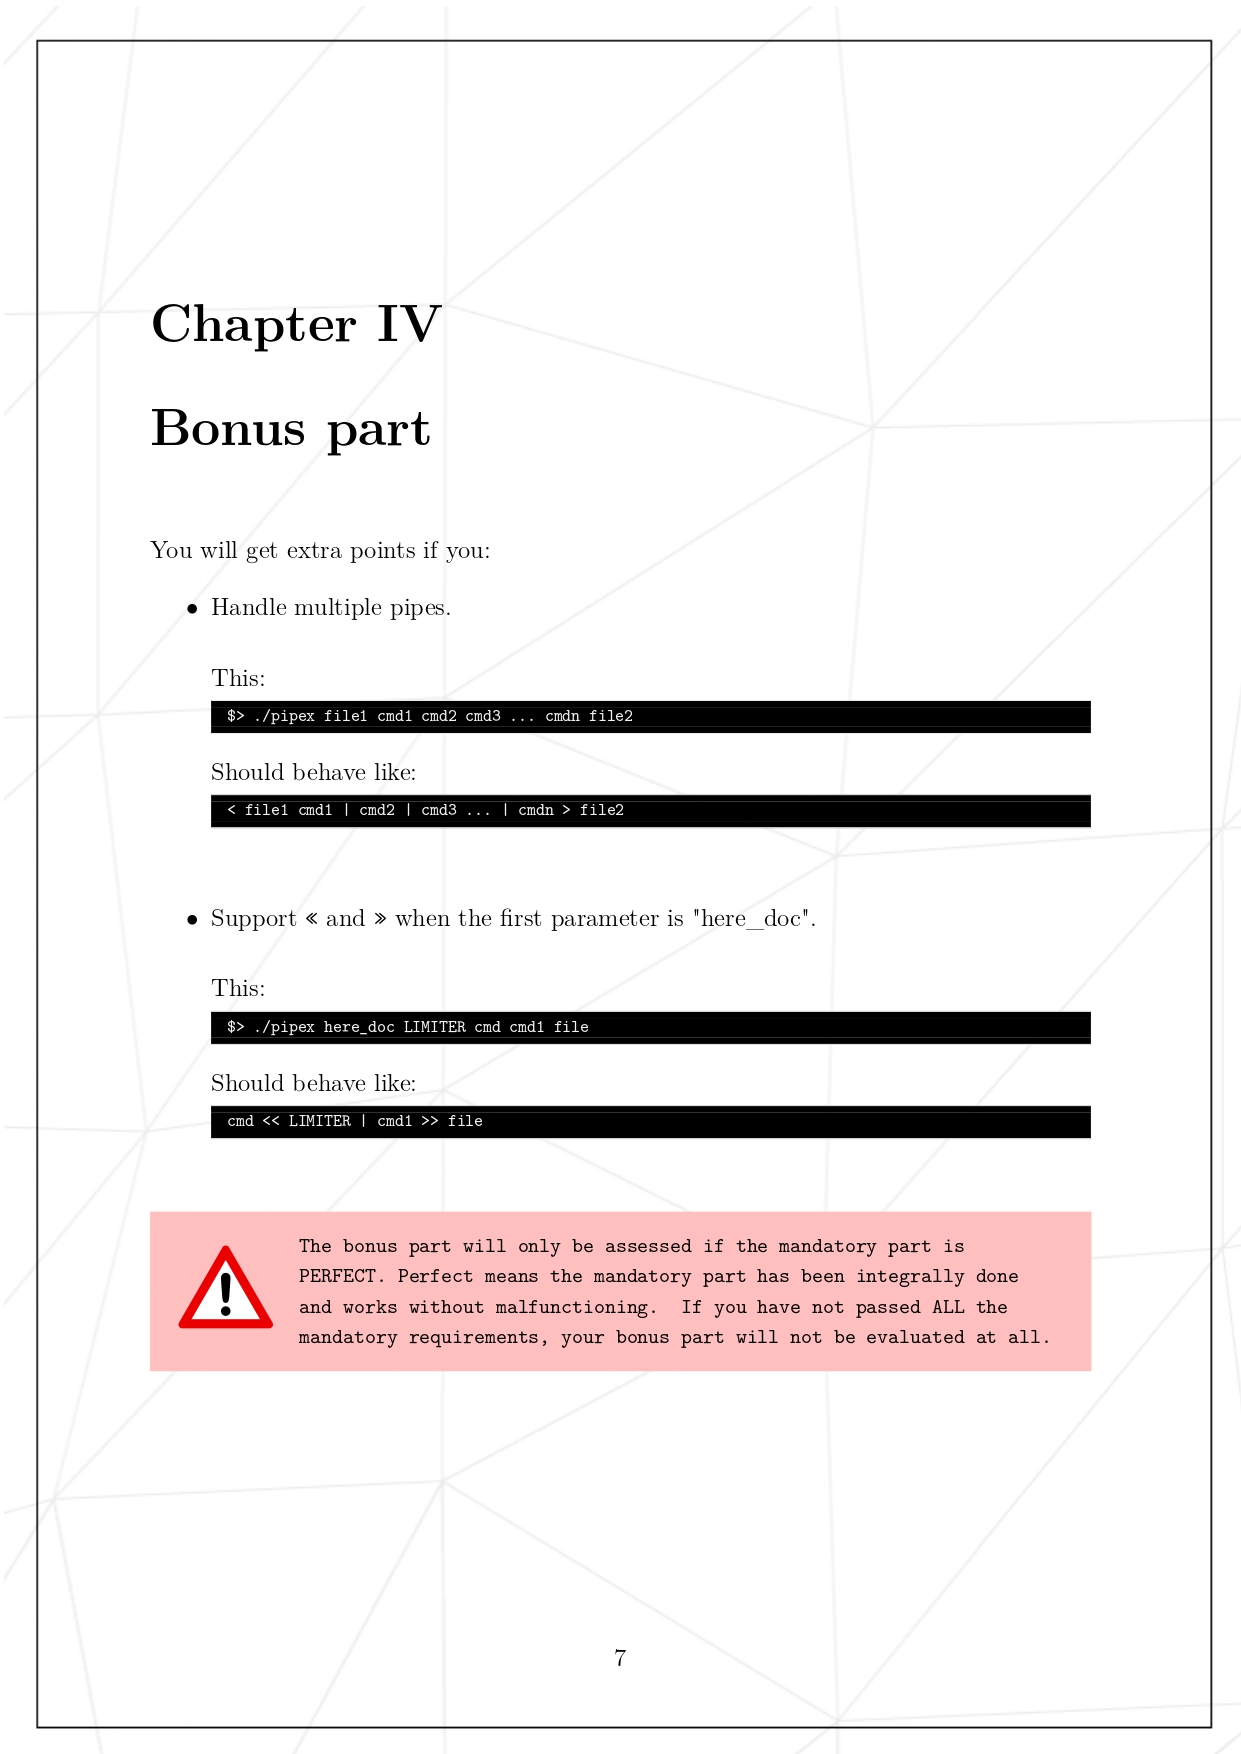 Chapter IV
Bonus part
You will get extra points if you:
• Handle multiple pipes.
This:
$> ./pipex file1 cmd1 cmd2 cmd3 ... cmdn file2
Should behave like:
< file1 cmd1 | cmd2 | cmd3 ... | cmdn > file2
• Support « and » when the first parameter is "here_doc".
This:
$> ./pipex here_doc LIMITER cmd cmd1 file
Should behave like:
cmd << LIMITER | cmd1 >> file
The bonus part will only be assessed if the mandatory part is
PERFECT. Perfect means the mandatory part has been integrally done
and works without malfunctioning.  If you have not passed ALL the
mandatory requirements, your bonus part will not be evaluated at all.
7